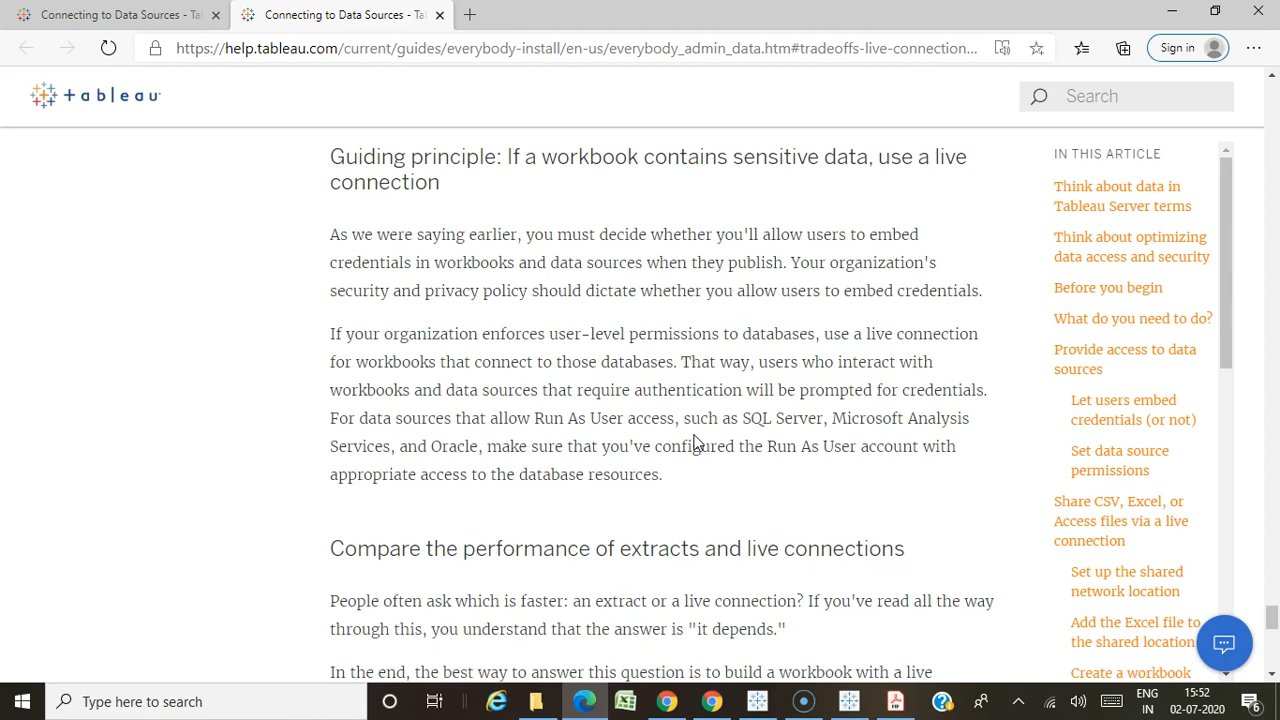 Connecting to Data Sources - Ta
Connecting to Data Sources - Tal
https://help.tableau.com/current/guides/everybody-install/en-us/everybody_admin_data.htm#tradeoffs-live-connection...
Sign in
+ a b l e a u
Search
Guiding principle: If a workbook contains sensitive data, use a live
connection
As we were saying earlier, you must decide whether you'll allow users to embed
credentials in workbooks and data sources when they publish. Your organization's
security and privacy policy should dictate whether you allow users to embed credentials.
If your organization enforces user-level permissions to databases, use a live connection
for workbooks that connect to those databases. That way, users who interact with
workbooks and data sources that require authentication will be prompted for credentials.
For data sources that allow Run As User access, such as SQL Server, Microsoft Analysis
Services, and Oracle, make sure that you've configured the Run As User account with
appropriate access to the database resources.
Compare the performance of extracts and live connections
People often ask which is faster: an extract or a live connection? If you've read all the way
through this, you understand that the answer is "it depends."
In the end, the best way to answer this question is to build a workbook with a live
IN THIS ARTICLE
Think about data in
Tableau Server terms
Think about optimizing
data access and security
Before you begin
What do you need to do?
Provide access to data
sources
Let users embed
credentials (or not)
Set data source
permissions
Share CSV, Excel, or
Access files via a live
connection
Set up the shared
network location
Add the Excel file to
the shared location
Create a workbook
Type here to search
ENG
IN
15:52
02-07-2020
6